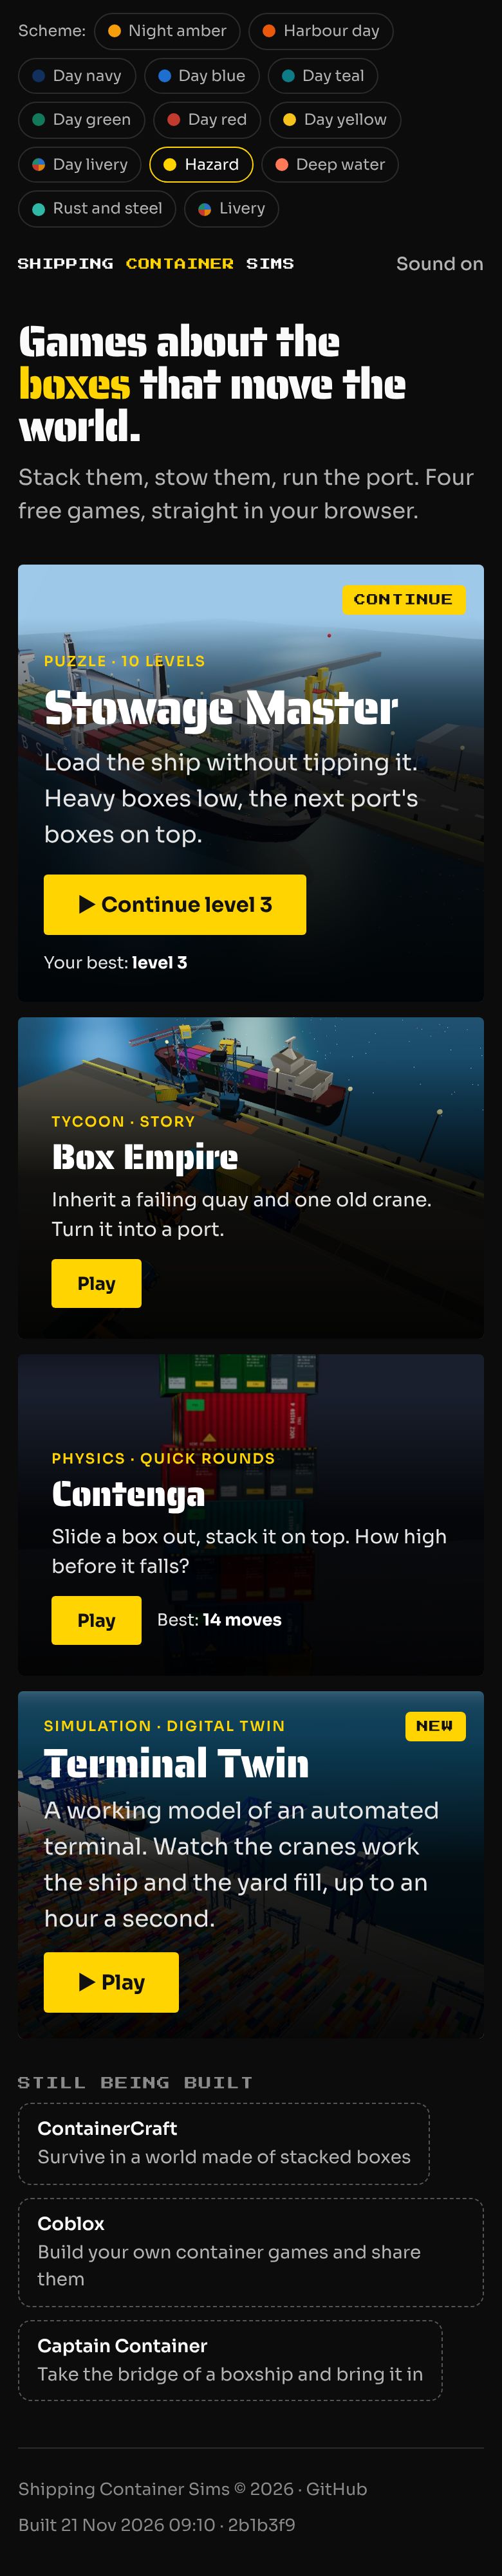 Scheme: Night amber Harbour day
Day navy Day blue Day teal
Day green Day red Day yellow
Day livery Hazard Deep water
Rust and steel Livery
SHIPPING CONTAINER SIMS Sound on
Games about the
boxes that move the
world.
Stack them, stow them, run the port. Four
free games, straight in your browser.
CONTINUE
PUZZLE · 10 LEVELS
Stowage Master
Load the ship without tipping it.
Heavy boxes low, the next port's
boxes on top.
▶ Continue level 3
Your best: level 3
TYCOON · STORY
Box Empire
Inherit a failing quay and one old crane.
Turn it into a port.
Play
PHYSICS · QUICK ROUNDS
Contenga
Slide a box out, stack it on top. How high
before it falls?
Play Best: 14 moves
SIMULATION · DIGITAL TWIN NEW
Terminal Twin
A working model of an automated
terminal. Watch the cranes work
the ship and the yard fill, up to an
hour a second.
▶ Play
STILL BEING BUILT
ContainerCraft
Survive in a world made of stacked boxes
Coblox
Build your own container games and share
them
Captain Container
Take the bridge of a boxship and bring it in
Shipping Container Sims © 2026 · GitHub
Built 21 Nov 2026 09:10 · 2b1b3f9